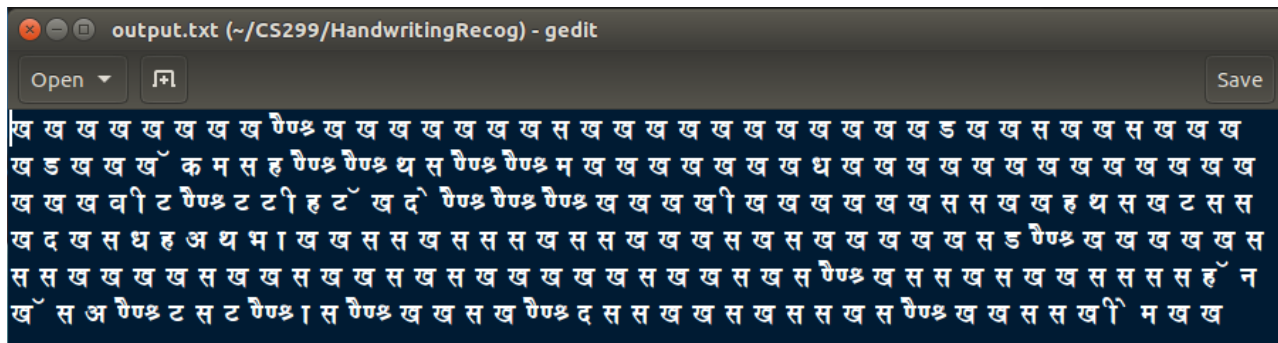 output.txt (~/CS299/HandwritingRecog) - gedit
Open Save
ख ख ख ख ख ख ख ख ख ख ख ख ख ख ख स ख ख ख ख ख ख ख ख ख ख ख ड ख ख स ख ख स ख ख ख
ख ड ख ख ख ॅ क म स ह थ स म ख ख ख ख ख ख ख ध ख ख ख ख ख ख ख ख ख ख ख ख ख
ख ख ख व ी ट ट ट ी ह ट ॅ ख द े ख ख ख ख ी ख ख ख ख ख ख स स ख ख ह थ स ख ट स स
ख द ख स ध ह अ थ भ ा ख ख स स ख स स स ख स स ख ख ख स ख स ख ख ख ख ख स ड ख ख ख ख ख स
स स ख ख ख ख स ख ख स ख ख स ख स ख ख ख ख ख स ख ख स ख स ख स स ख स ख ख स स स स ह ॅ न
ख ॅ स अ ट स ट ा स ख ख स ख द स स ख ख स ख स स ख स ख ख स स ख ी े म ख ख